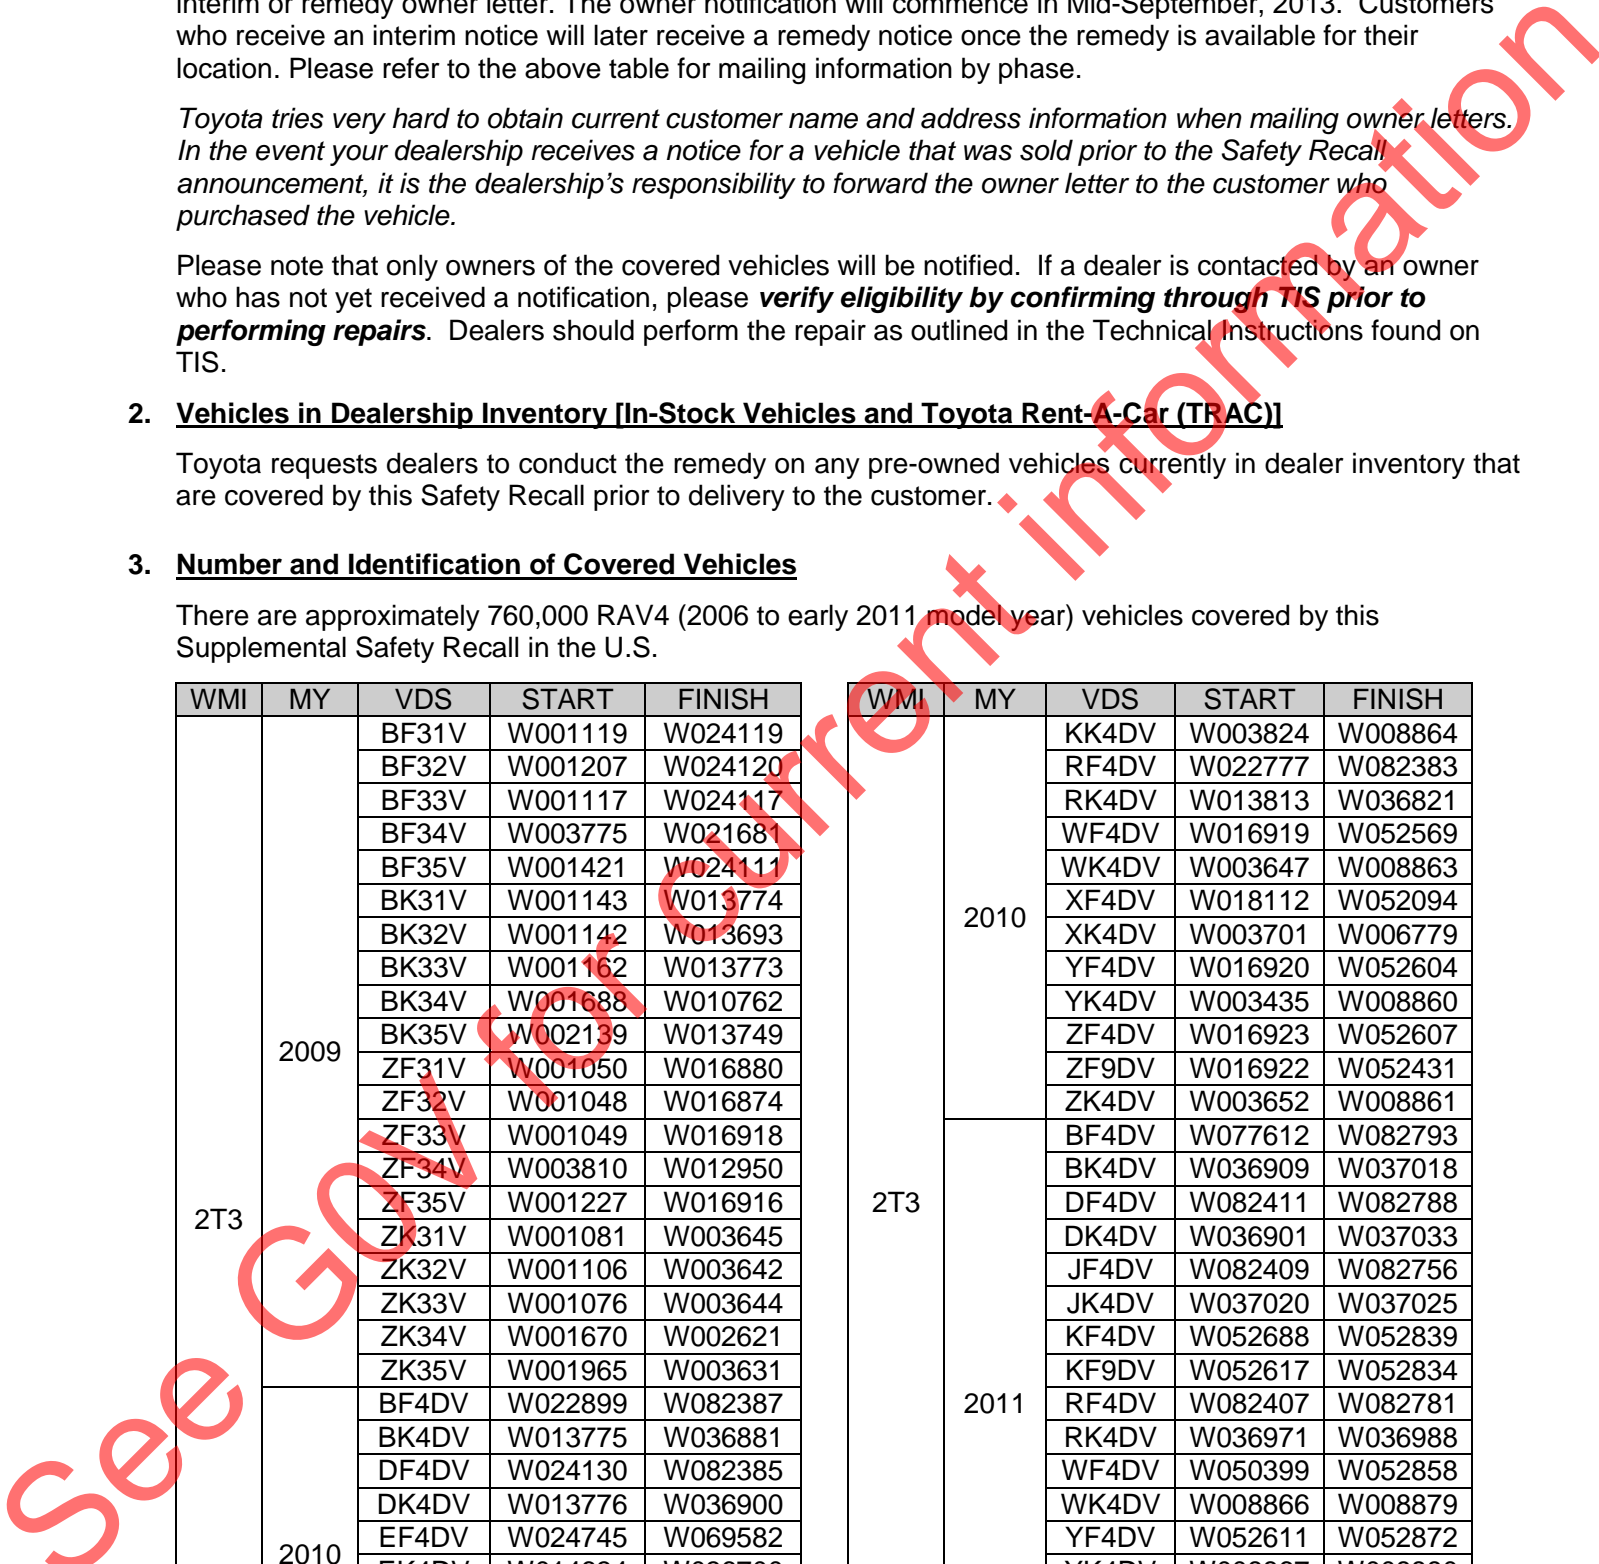 interim or remedy owner letter. The owner notification will commence in Mid-September, 2013. Customers
who receive an interim notice will later receive a remedy notice once the remedy is available for their
location. Please refer to the above table for mailing information by phase.
Toyota tries very hard to obtain current customer name and address information when mailing owner letters.
In the event your dealership receives a notice for a vehicle that was sold prior to the Safety Recall
announcement, it is the dealership's responsibility to forward the owner letter to the customer who
purchased the vehicle.
Please note that only owners of the covered vehicles will be notified. If a dealer is contacted by an owner
who has not yet received a notification, please verify eligibility by confirming through TIS prior to
performing repairs. Dealers should perform the repair as outlined in the Technical Instructions found on
TIS.
2. Vehicles in Dealership Inventory [In-Stock Vehicles and Toyota Rent-A-Car (TRAC)]
Toyota requests dealers to conduct the remedy on any pre-owned vehicles currently in dealer inventory that
are covered by this Safety Recall prior to delivery to the customer.
3. Number and Identification of Covered Vehicles
There are approximately 760,000 RAV4 (2006 to early 2011 model year) vehicles covered by this
Supplemental Safety Recall in the U.S.
WMI MY VDS START FINISH
2T3
2009
BF31V W001119 W024119
BF32V W001207 W024120
BF33V W001117 W024117
BF34V W003775 W021681
BF35V W001421 W024111
BK31V W001143 W013774
BK32V W001142 W013693
BK33V W001162 W013773
BK34V W001688 W010762
BK35V W002139 W013749
ZF31V W001050 W016880
ZF32V W001048 W016874
ZF33V W001049 W016918
ZF34V W003810 W012950
ZF35V W001227 W016916
ZK31V W001081 W003645
ZK32V W001106 W003642
ZK33V W001076 W003644
ZK34V W001670 W002621
ZK35V W001965 W003631
2010
BF4DV W022899 W082387
BK4DV W013775 W036881
DF4DV W024130 W082385
DK4DV W013776 W036900
EF4DV W024745 W069582
WMI MY VDS START FINISH
2T3
2010
KK4DV W003824 W008864
RF4DV W022777 W082383
RK4DV W013813 W036821
WF4DV W016919 W052569
WK4DV W003647 W008863
XF4DV W018112 W052094
XK4DV W003701 W006779
YF4DV W016920 W052604
YK4DV W003435 W008860
ZF4DV W016923 W052607
ZF9DV W016922 W052431
ZK4DV W003652 W008861
2011
BF4DV W077612 W082793
BK4DV W036909 W037018
DF4DV W082411 W082788
DK4DV W036901 W037033
JF4DV W082409 W082756
JK4DV W037020 W037025
KF4DV W052688 W052839
KF9DV W052617 W052834
RF4DV W082407 W082781
RK4DV W036971 W036988
WF4DV W050399 W052858
WK4DV W008866 W008879
YF4DV W052611 W052872
See GOV for current information